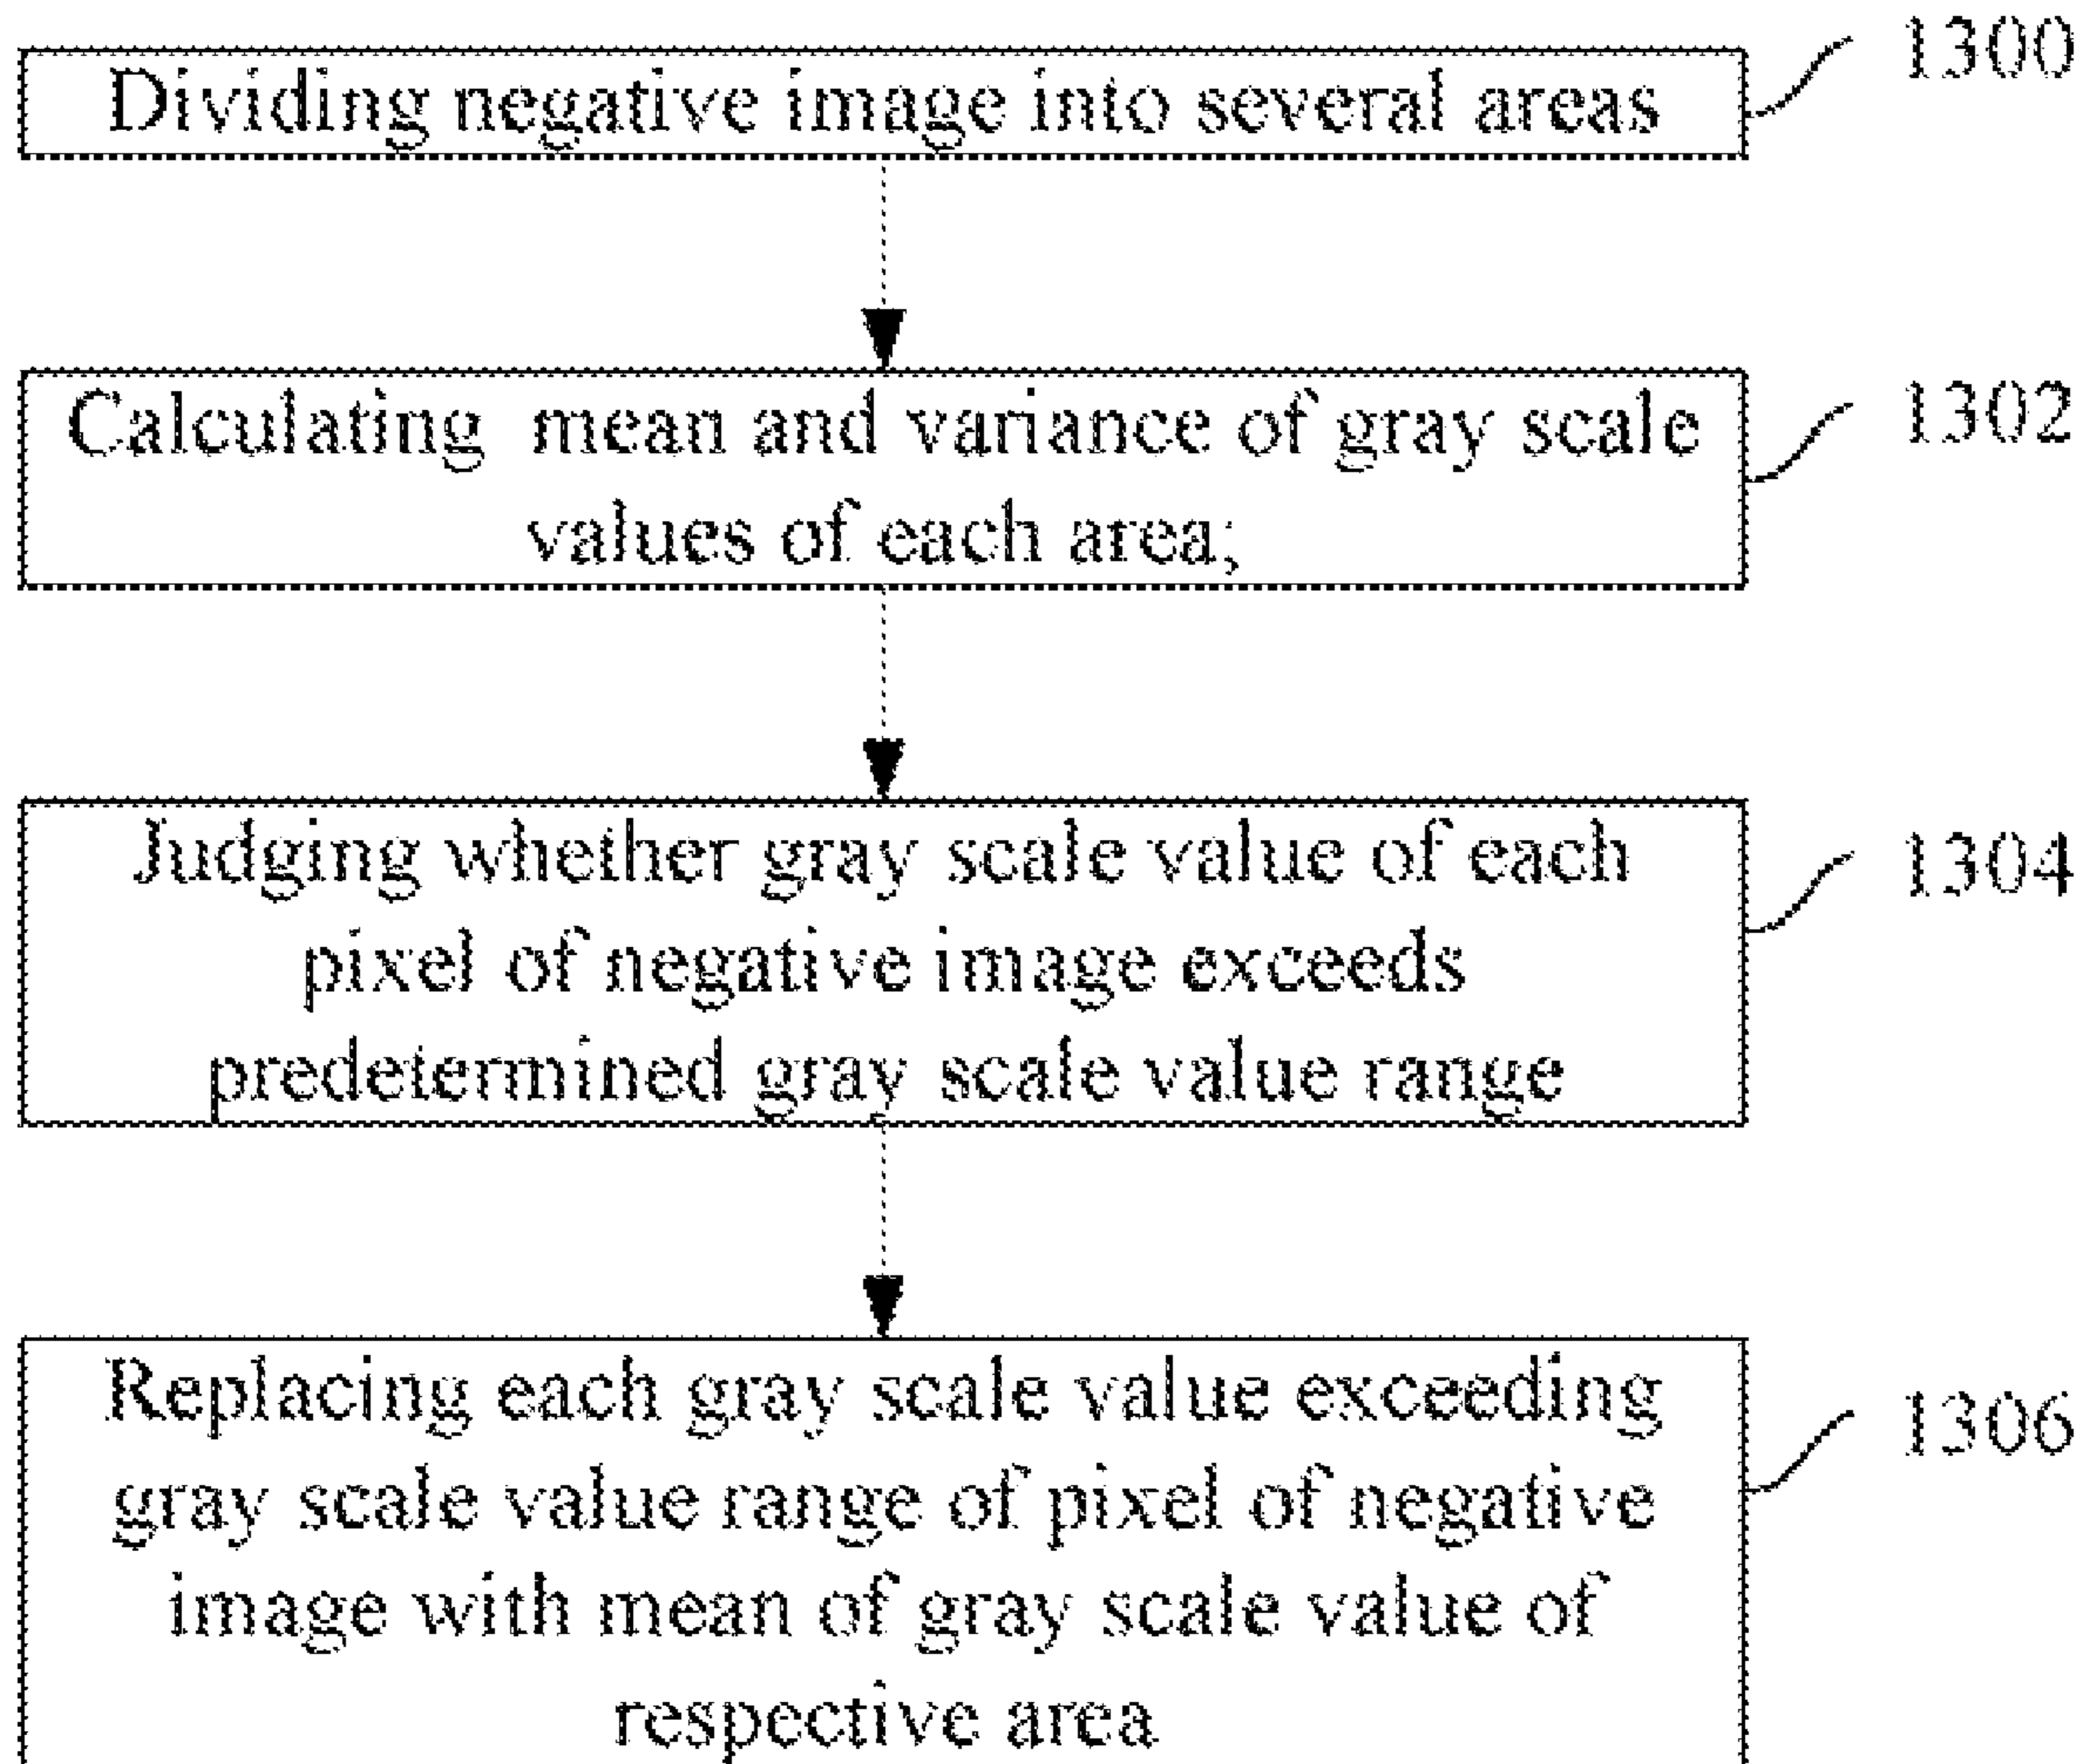 Dividing negative image into several areas
1300
Calculating mean and variance of gray scale
values of each area;
1302
Judging whether gray scale value of each
pixel of negative image exceeds
predetermined gray scale value range
1304
Replacing each gray scale value exceeding
gray scale value range of pixel of negative
image with mean of gray scale value of
respective area
1306